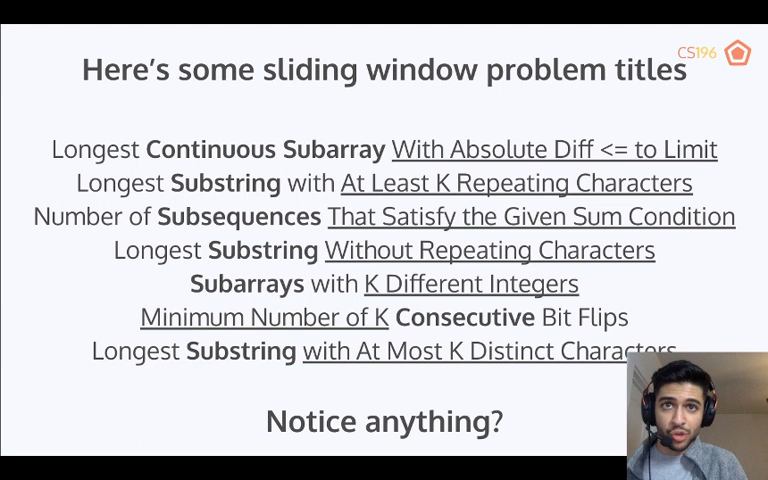 CS196
Here's some sliding window problem titles
Longest Continuous Subarray With Absolute Diff <= to Limit
Longest Substring with At Least K Repeating Characters
Number of Subsequences That Satisfy the Given Sum Condition
Longest Substring Without Repeating Characters
Subarrays with K Different Integers
Minimum Number of K Consecutive Bit Flips
Longest Substring with At Most K Distinct Characters
Notice anything?